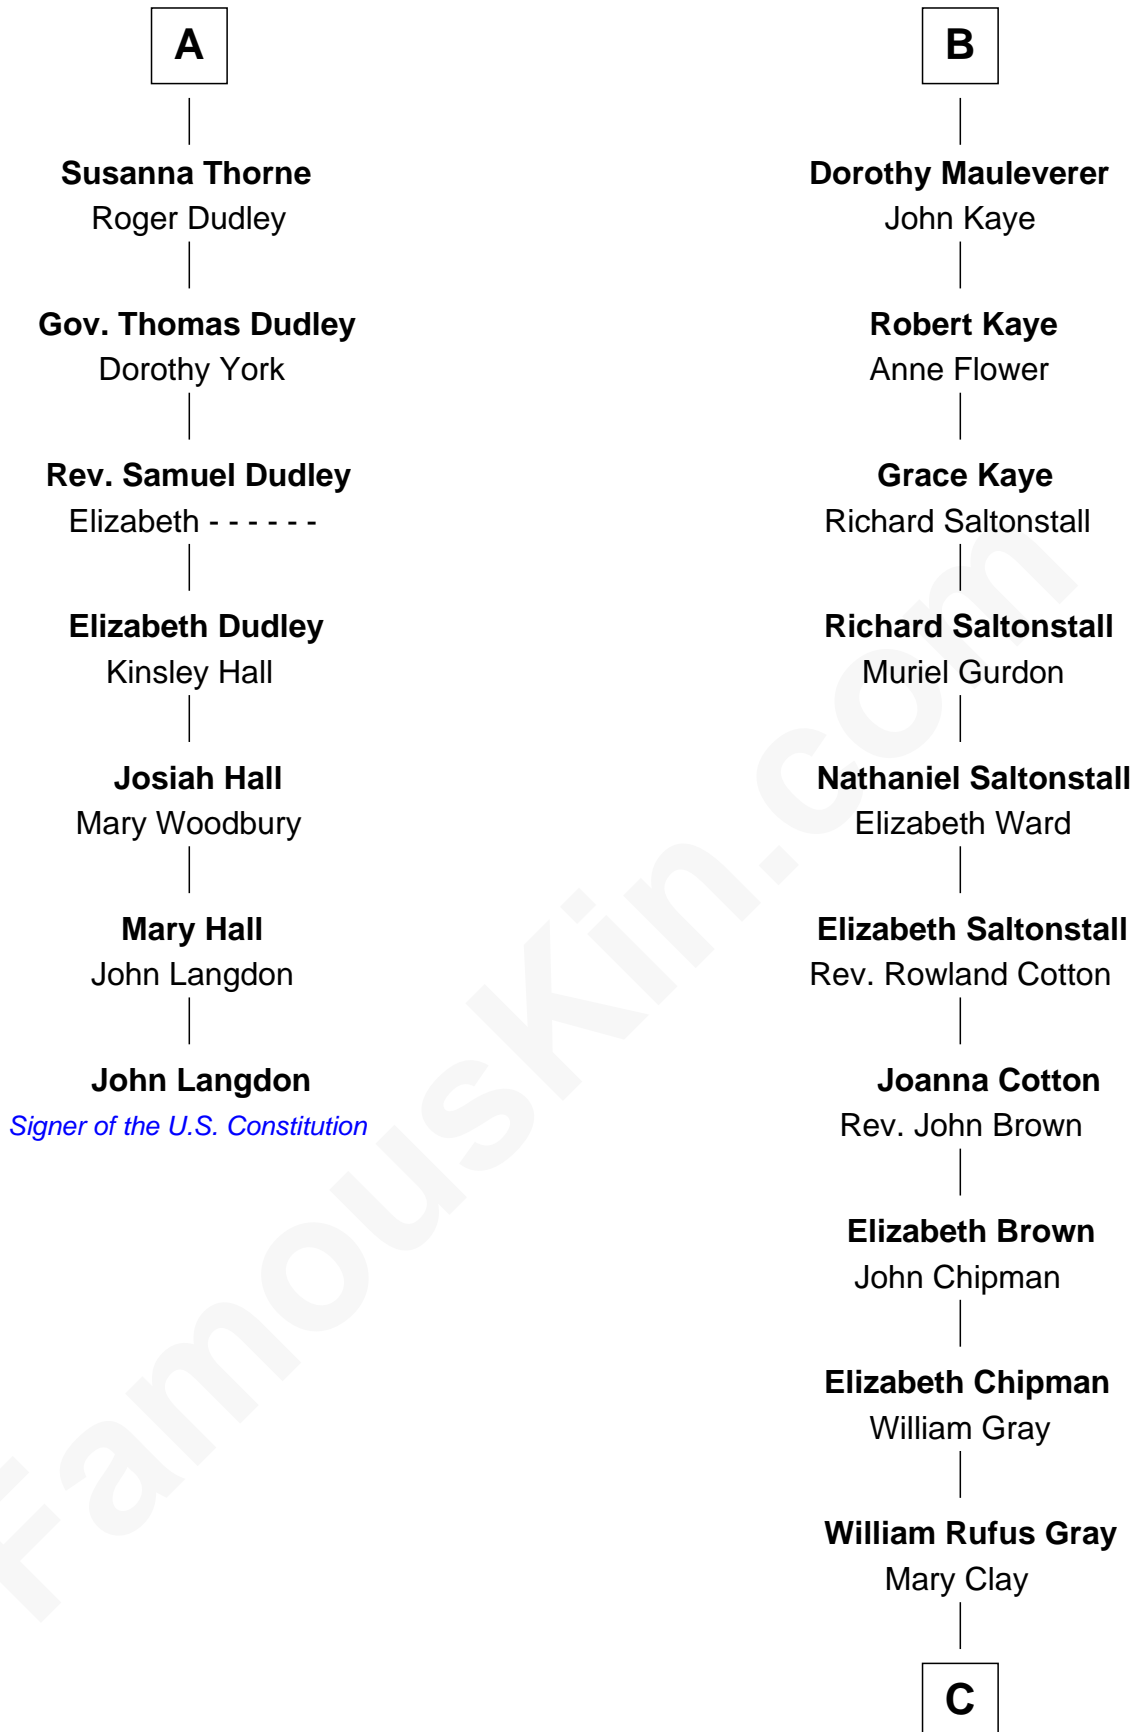 A
Susanna Thorne
Roger Dudley
Gov. Thomas Dudley
Dorothy York
Rev. Samuel Dudley
Elizabeth - - - - - -
Elizabeth Dudley
Kinsley Hall
Josiah Hall
Mary Woodbury
Mary Hall
John Langdon
John Langdon
Signer of the U.S. Constitution
B
Dorothy Mauleverer
John Kaye
Robert Kaye
Anne Flower
Grace Kaye
Richard Saltonstall
Richard Saltonstall
Muriel Gurdon
Nathaniel Saltonstall
Elizabeth Ward
Elizabeth Saltonstall
Rev. Rowland Cotton
Joanna Cotton
Rev. John Brown
Elizabeth Brown
John Chipman
Elizabeth Chipman
William Gray
William Rufus Gray
Mary Clay
C
FamousKin.com